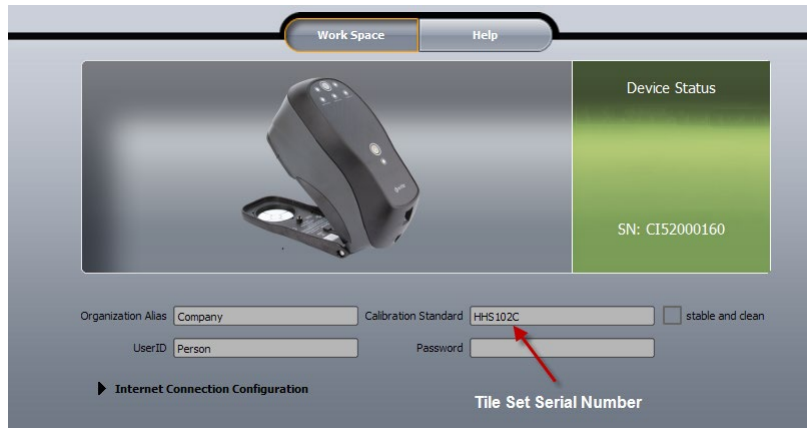 Work Space Help
Device Status
SN: CI52000160
Organization Alias Company Calibration Standard HHS102C stable and clean
UserID Person Password
Internet Connection Configuration
Tile Set Serial Number